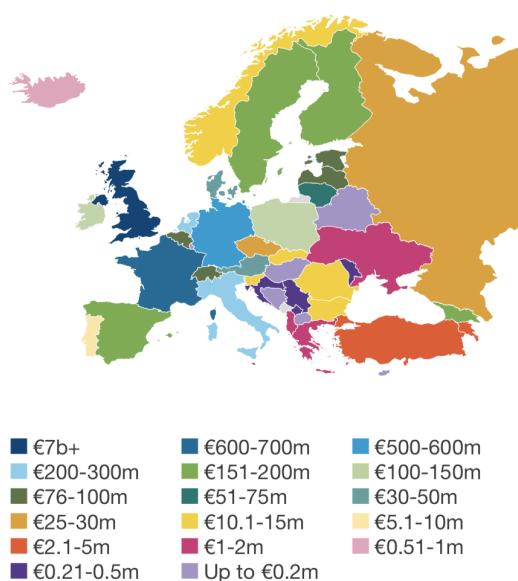 €7b+ €600-700m €500-600m
€200-300m €151-200m €100-150m
€76-100m €51-75m €30-50m
€25-30m €10.1-15m €5.1-10m
€2.1-5m €1-2m €0.51-1m
€0.21-0.5m Up to €0.2m